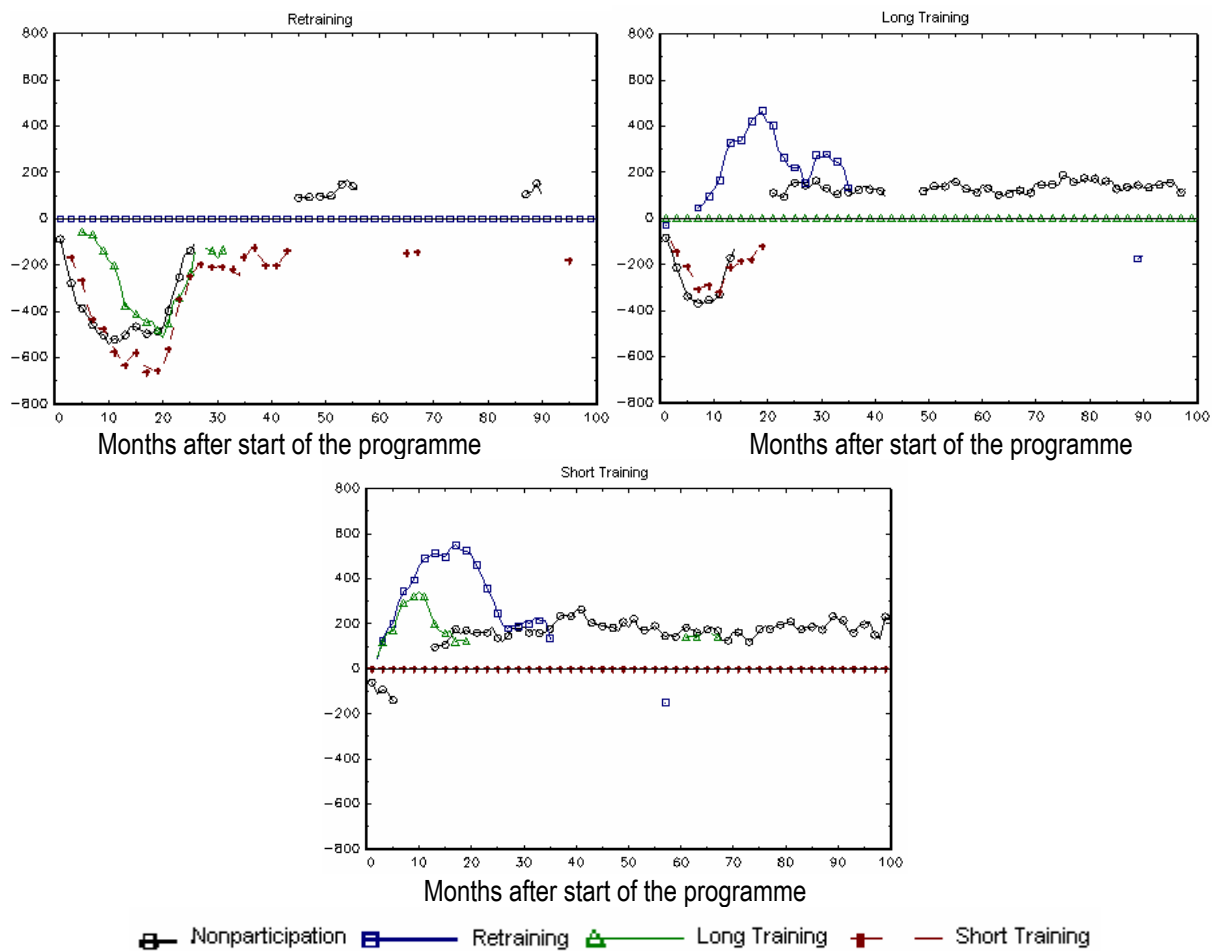 Retraining
800
600
400
200
0
-200
-400
-600
-800
0 10 20 30 40 50 60 70 80 90 100
Months after start of the programme
Long Training
800
600
400
200
0
-200
-400
-600
-800
0 10 20 30 40 50 60 70 80 90 100
Months after start of the programme
Short Training
800
600
400
200
0
-200
-400
-600
-800
0 10 20 30 40 50 60 70 80 90 100
Months after start of the programme
Nonparticipation Retraining Long Training Short Training